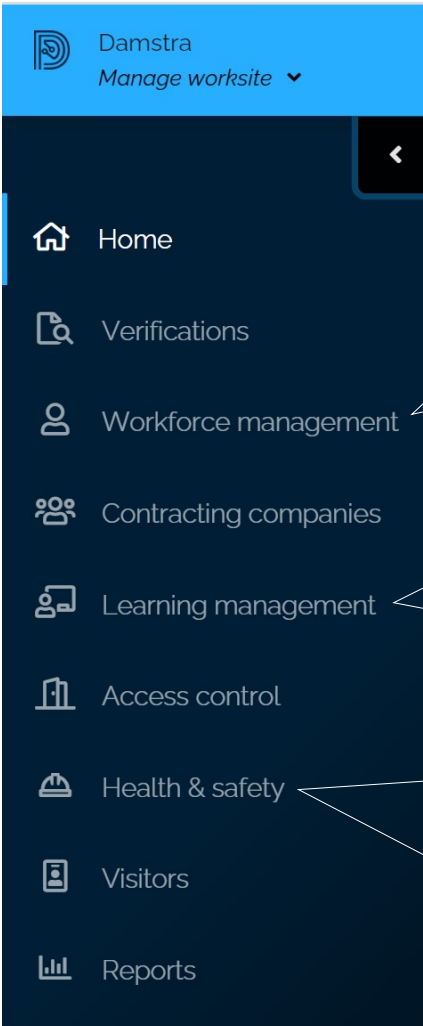 Damstra
Manage worksite
Home
Verifications
Workforce management
Contracting companies
Learning management
Access control
Health & safety
Visitors
Reports